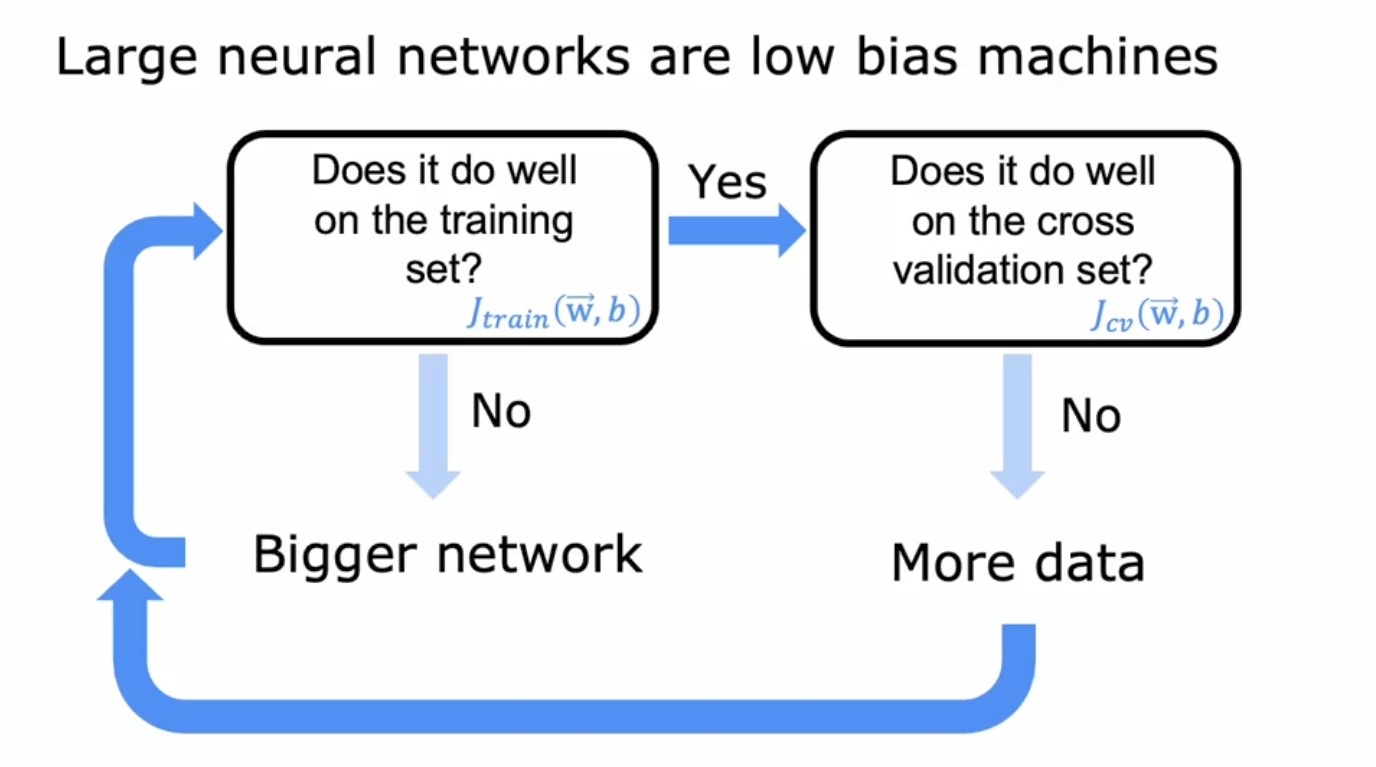 Large neural networks are low bias machines
Does it do well
on the training
set?
J_{train}(\vec{w}, b)
Yes
Does it do well
on the cross
validation set?
J_{cv}(\vec{w}, b)
No
No
Bigger network
More data